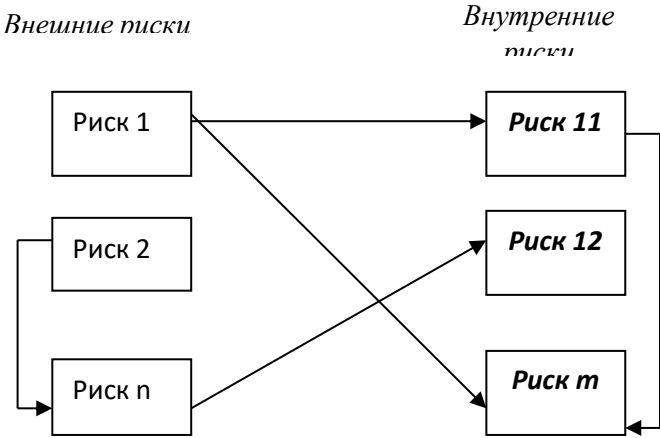 Внешние риски
Внутренние
риски
Риск 1
Риск 11
Риск 2
Риск 12
Риск n
Риск m